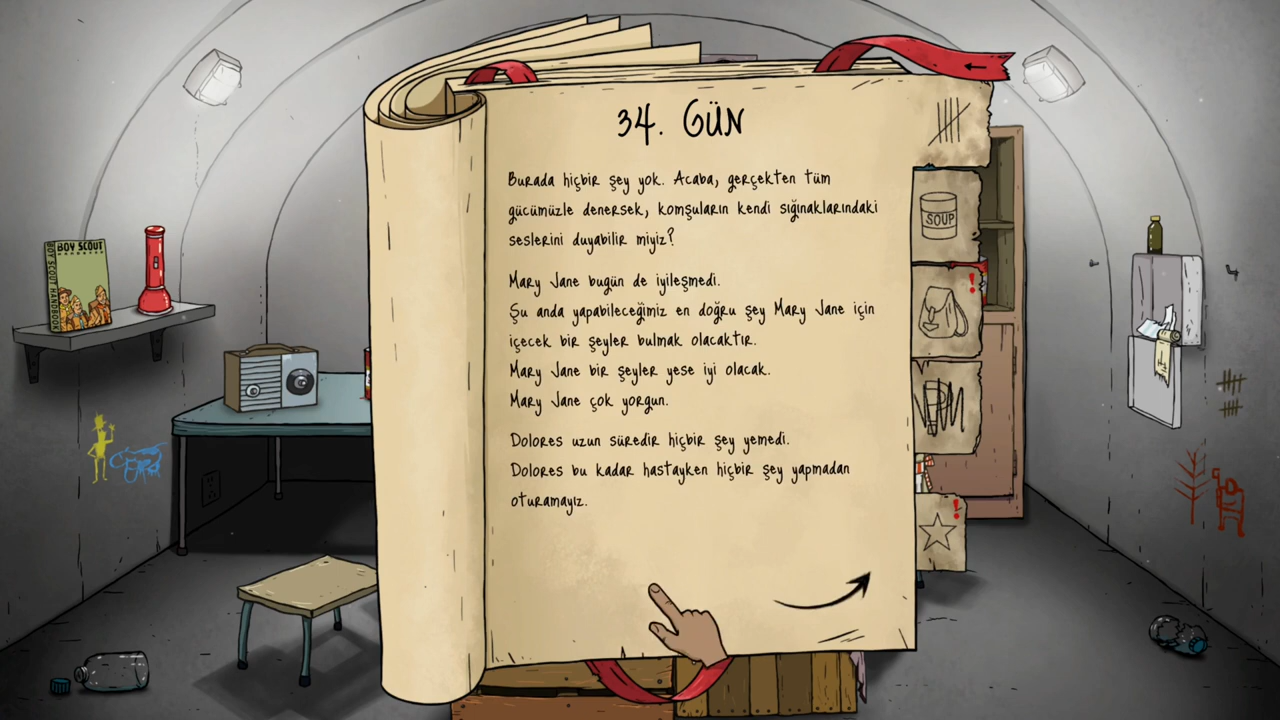 34. GÜN
Burada hiçbir şey yok. Acaba, gerçekten tüm
gücümüzle denersek, komşuların kendi sığınaklarındaki
seslerini duyabilir miyiz?
Mary Jane bugün de iyileşmedi.
Şu anda yapabileceğimiz en doğru şey Mary Jane için
içecek bir şeyler bulmak olacaktır.
Mary Jane bir şeyler yese iyi olacak.
Mary Jane çok yorgun.
Dolores uzun süredir hiçbir şey yemedi.
Dolores bu kadar hastayken hiçbir şey yapmadan
oturamayız.
SOUP
!
!
BOY SCOUT
BOY SCOUT HANDBOOK